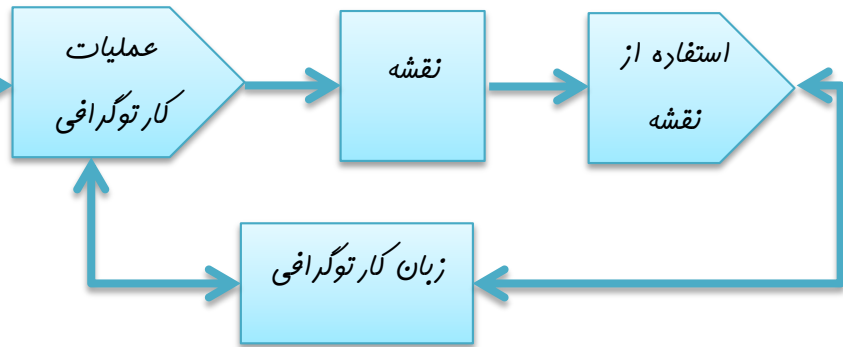 عملیات
کارتوگرافی
نقشه
استفاده از
نقشه
زبان کارتوگرافی